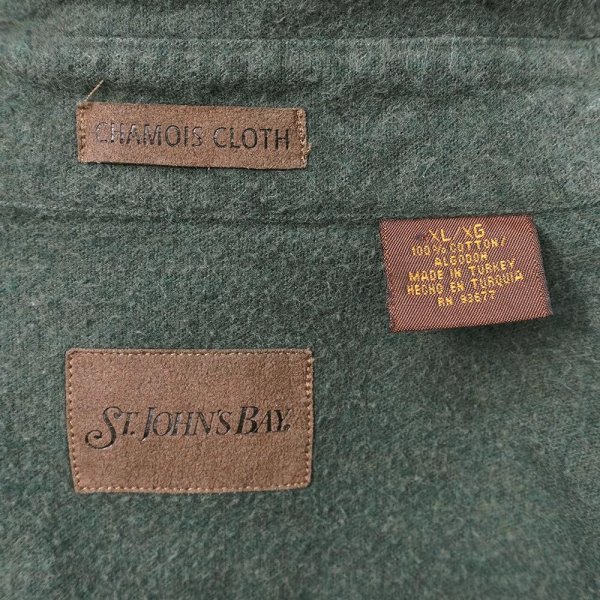 CHAMOIS CLOTH
XL/XG
100% COTTON/
ALGODON
MADE IN TURKEY
HECHO EN TURQUIA
RN 93677
ST. JOHN'S BAY